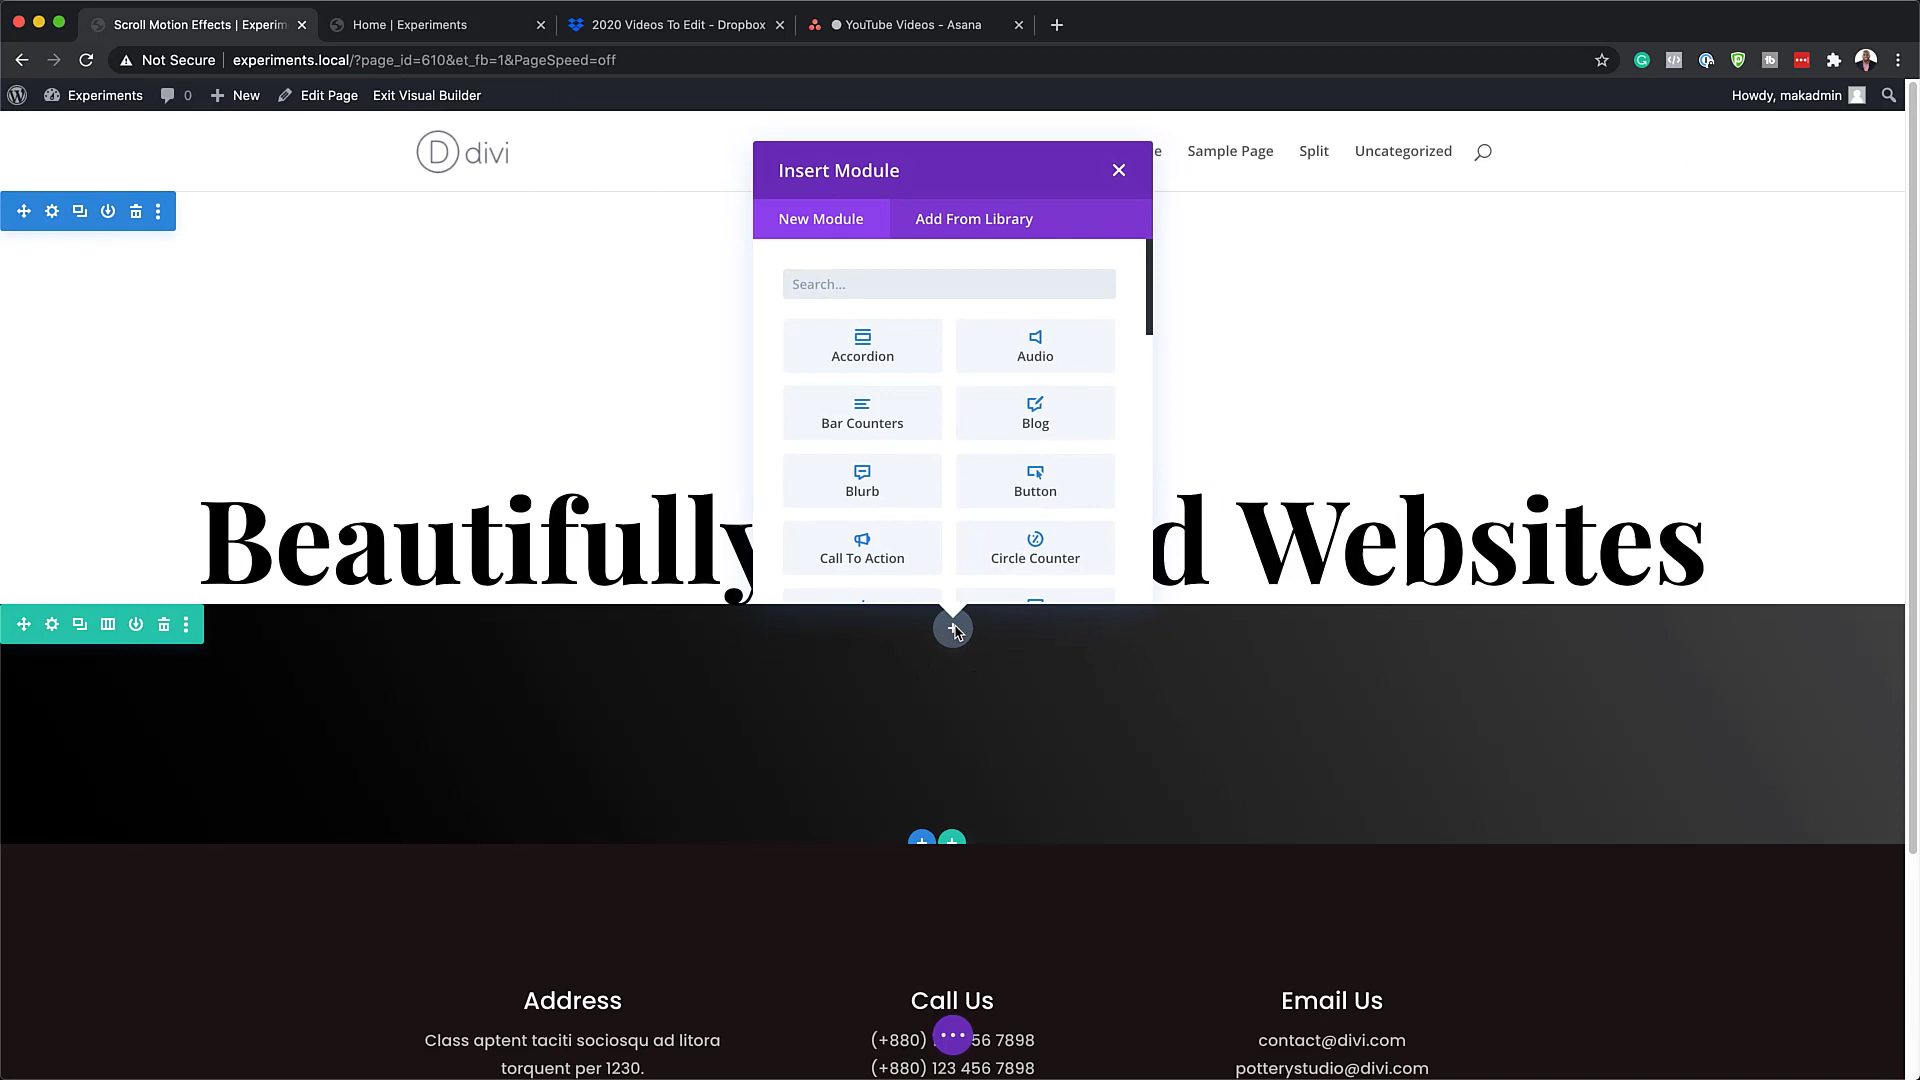 Scroll Motion Effects | Experim
Home | Experiments
2020 Videos To Edit - Dropbox
YouTube Videos - Asana
Not Secure
experiments.local/?page_id=610&et_fb=1&PageSpeed=off
Experiments
0
New
Edit Page
Exit Visual Builder
Howdy, makadmin
D divi
Sample Page
Split
Uncategorized
Insert Module
New Module
Add From Library
Search...
Accordion
Audio
Bar Counters
Blog
Blurb
Button
Call To Action
Circle Counter
Beautifully
d Websites
Address
Call Us
Email Us
Class aptent taciti sociosqu ad litora
torquent per 1230.
(+880)
56 7898
(+880) 123 456 7898
contact@divi.com
potterystudio@divi.com